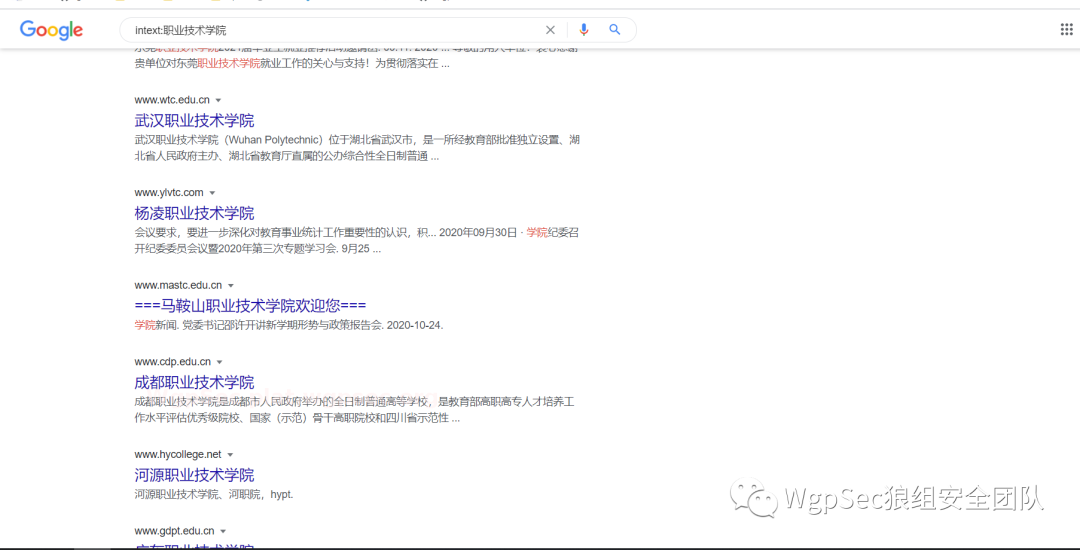 Google
intext:职业技术学院
贵单位对东莞职业技术学院就业工作的关心与支持！为贯彻落实在 ...
www.wtc.edu.cn
武汉职业技术学院
武汉职业技术学院（Wuhan Polytechnic）位于湖北省武汉市，是一所经教育部批准独立设置、湖
北省人民政府主办、湖北省教育厅直属的公办综合性全日制普通 ...
www.ylvtc.com
杨凌职业技术学院
会议要求，要进一步深化对教育事业统计工作重要性的认识，积... 2020年09月30日 · 学院纪委召
开纪委委员会议暨2020年第三次专题学习会. 9月25 ...
www.mastc.edu.cn
===马鞍山职业技术学院欢迎您===
学院新闻. 党委书记邵许开讲新学期形势与政策报告会. 2020-10-24.
www.cdp.edu.cn
成都职业技术学院
成都职业技术学院是成都市人民政府举办的全日制普通高等学校，是教育部高职高专人才培养工
作水平评估优秀级院校、国家（示范）骨干高职院校和四川省示范性 ...
www.hycollege.net
河源职业技术学院
河源职业技术学院、河职院，hypt.
WgpSec狼组安全团队
www.gdpt.edu.cn